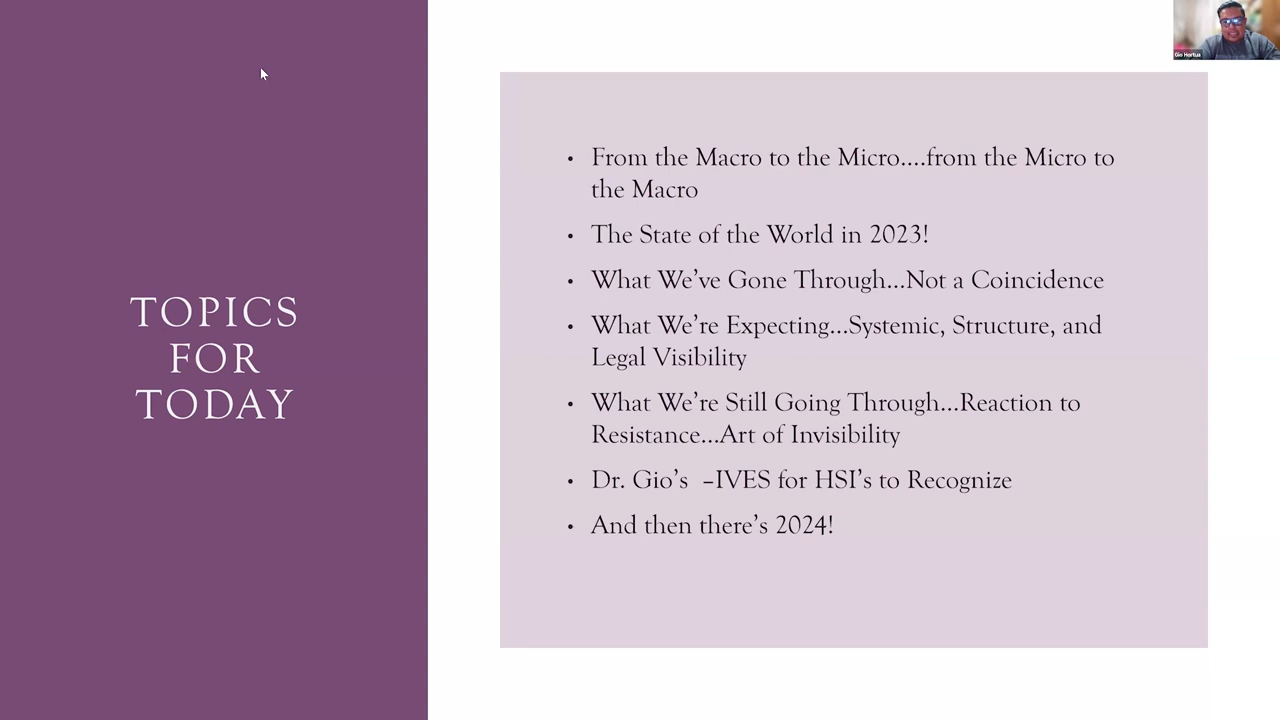 TOPICS
FOR
TODAY
• From the Macro to the Micro....from the Micro to
the Macro
• The State of the World in 2023!
• What We've Gone Through...Not a Coincidence
• What We're Expecting...Systemic, Structure, and
Legal Visibility
• What We're Still Going Through...Reaction to
Resistance...Art of Invisibility
• Dr. Gio's –IVES for HSI's to Recognize
• And then there's 2024!
Gio Hortua